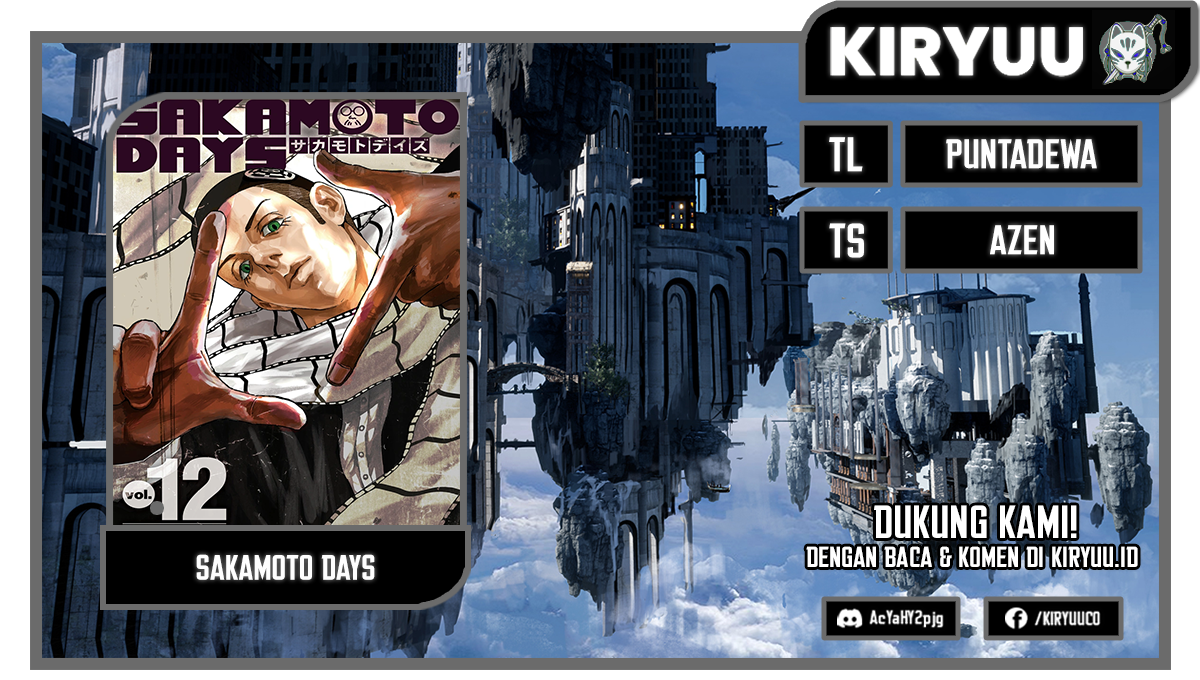 KIRYUU
TL
PUNTADEWA
TS
AZEN
SAKAMOTO
DAYS
サカモトデイズ
vol.12
SAKAMOTO DAYS
DUKUNG KAMI!
DENGAN BACA & KOMEN DI KIRYUU.ID
AcYaHY2pjg
/KIRYUUCO